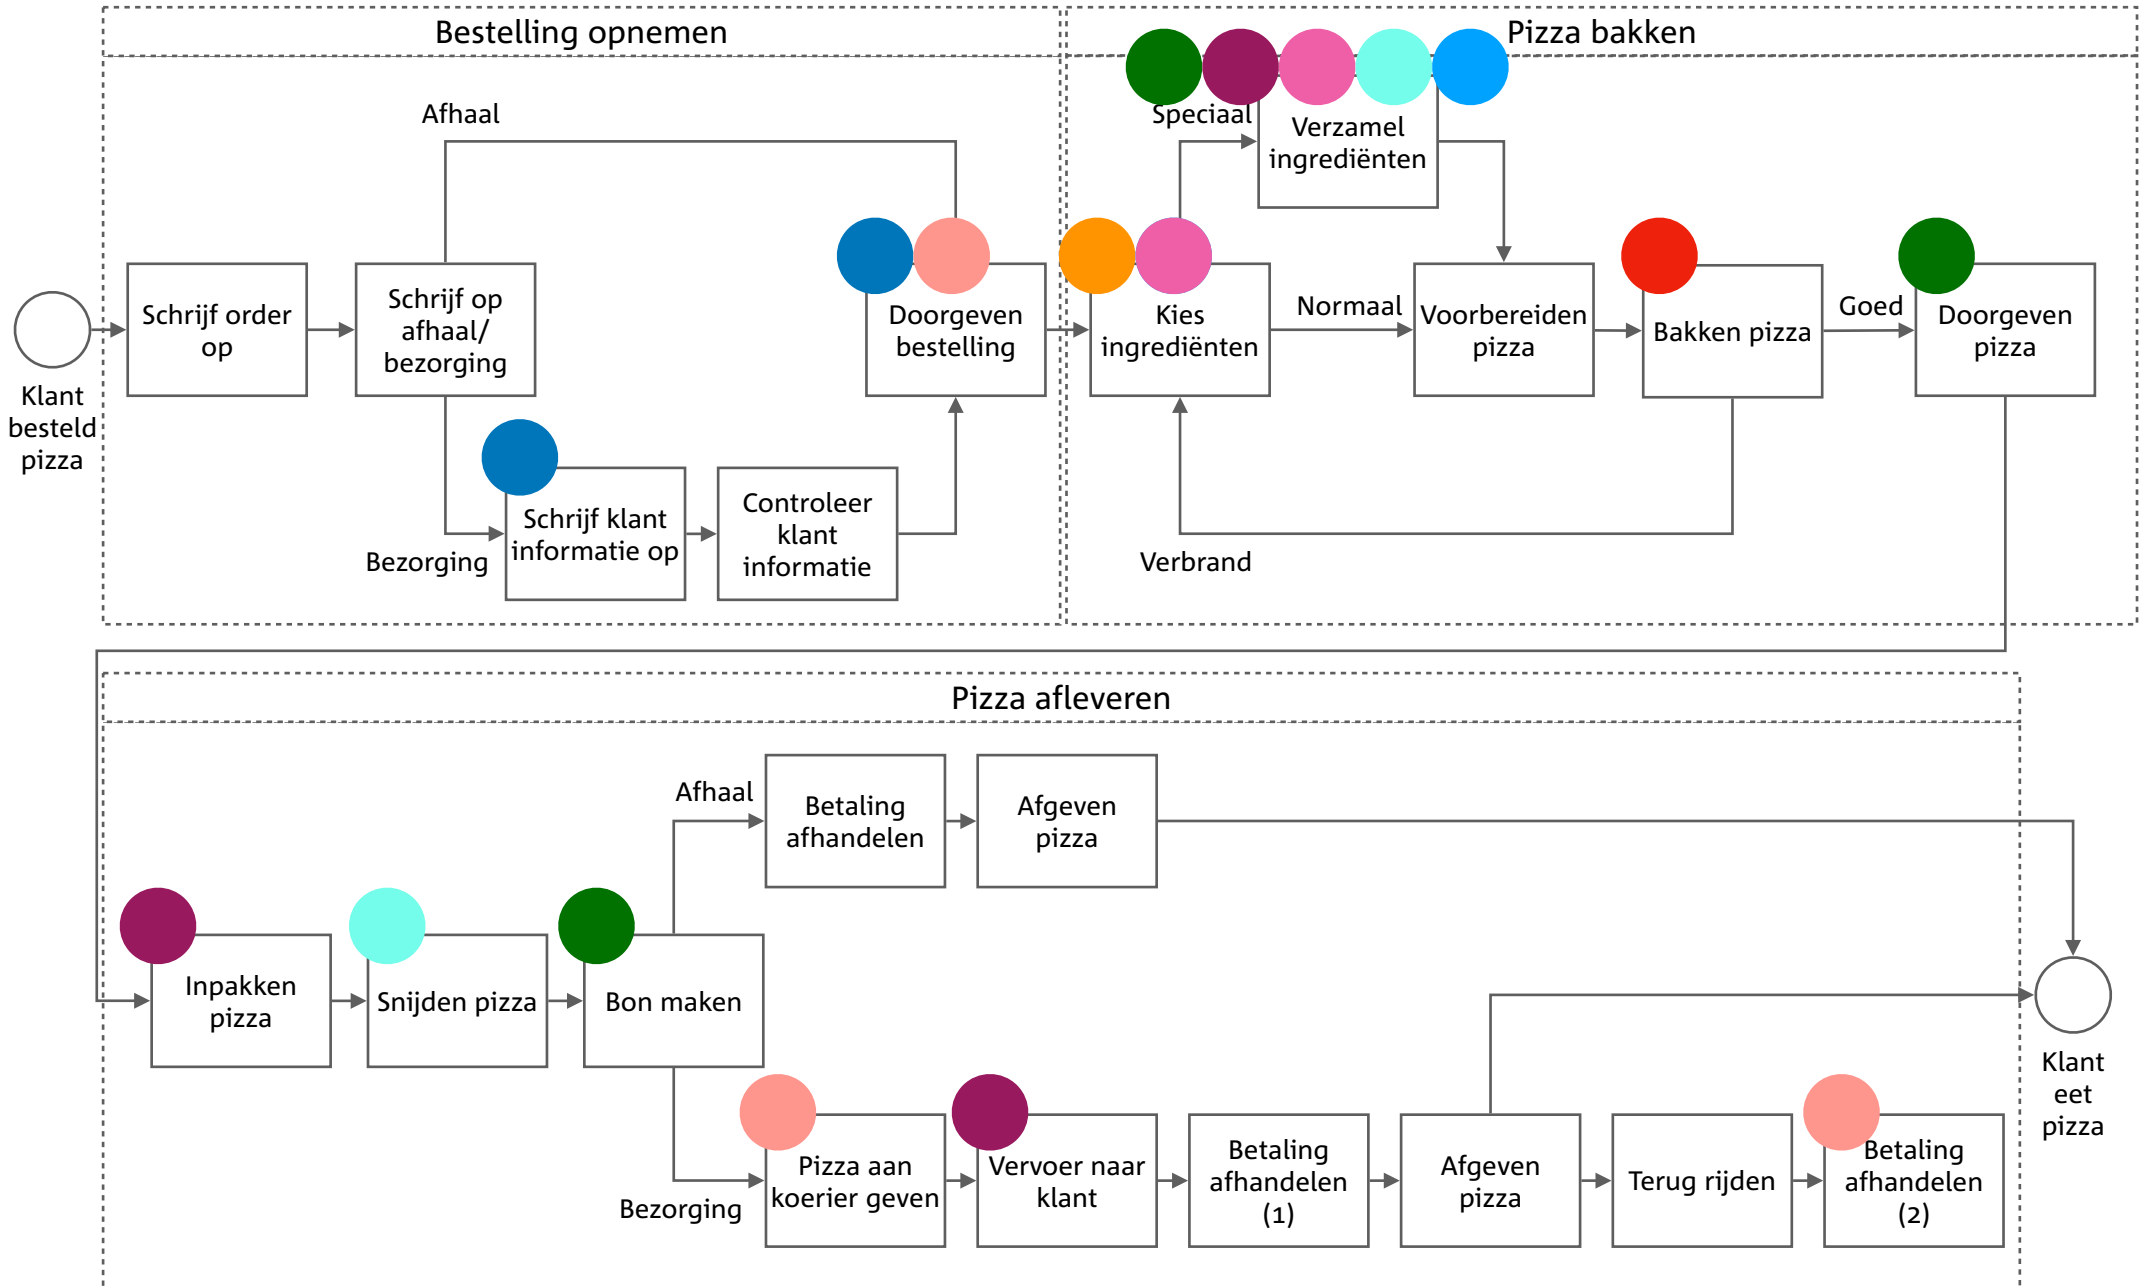 Bestelling opnemen
Pizza bakken
Afhaal
Speciaal
Verzamel
ingrediënten
Klant
besteld
pizza
Schrijf order
op
Schrijf op
afhaal/
bezorging
Doorgeven
bestelling
Kies
ingrediënten
Normaal
Voorbereiden
pizza
Bakken pizza
Goed
Doorgeven
pizza
Bezorging
Schrijf klant
informatie op
Controleer
klant
informatie
Verbrand
Pizza afleveren
Afhaal
Betaling
afhandelen
Afgeven
pizza
Inpakken
pizza
Snijden pizza
Bon maken
Klant
eet
pizza
Bezorging
Pizza aan
koerier geven
Vervoer naar
klant
Betaling
afhandelen
(1)
Afgeven
pizza
Terug rijden
Betaling
afhandelen
(2)